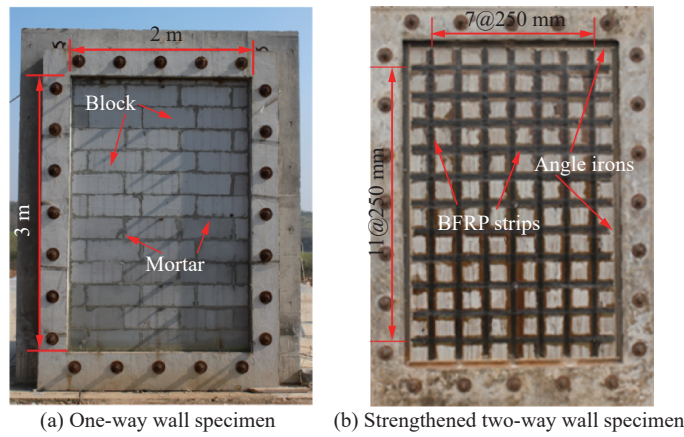 2 m
Block
3 m
Mortar
(a) One-way wall specimen
7@250 mm
11@250 mm
Angle irons
BFRP strips
(b) Strengthened two-way wall specimen